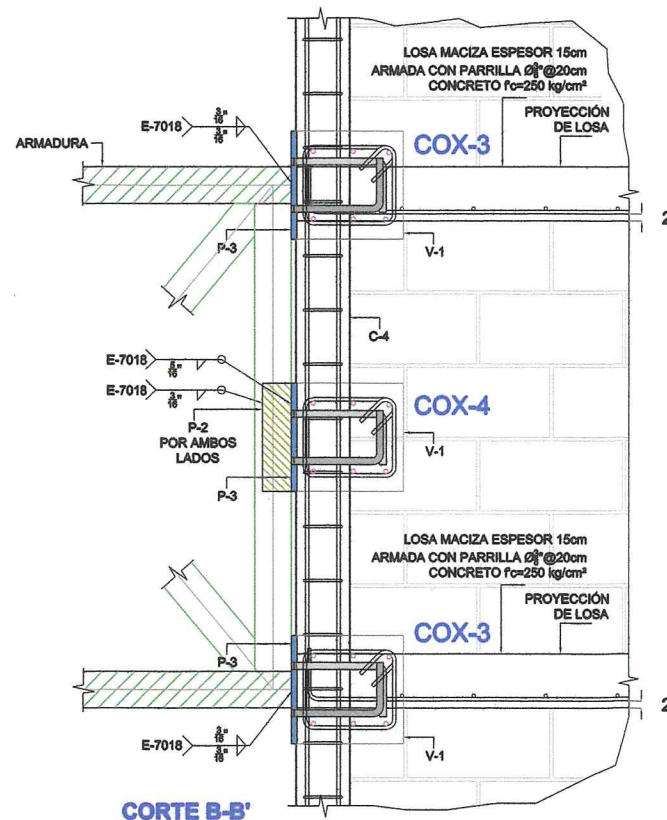 LOSA MACIZA ESPESOR 15cm
ARMADA CON PARRILLA Ø3/8"@20cm
CONCRETO f'c=250 kg/cm²
PROYECCIÓN
DE LOSA
E-7018
3/16"
3/16"
COX-3
ARMADURA
2
P-3
V-1
C-4
E-7018
5/16"
E-7018
3/16"
COX-4
P-2
POR AMBOS
LADOS
V-1
P-3
LOSA MACIZA ESPESOR 15cm
ARMADA CON PARRILLA Ø3/8"@20cm
CONCRETO f'c=250 kg/cm²
PROYECCIÓN
DE LOSA
COX-3
P-3
2
E-7018
3/16"
3/16"
V-1
CORTE B-B'